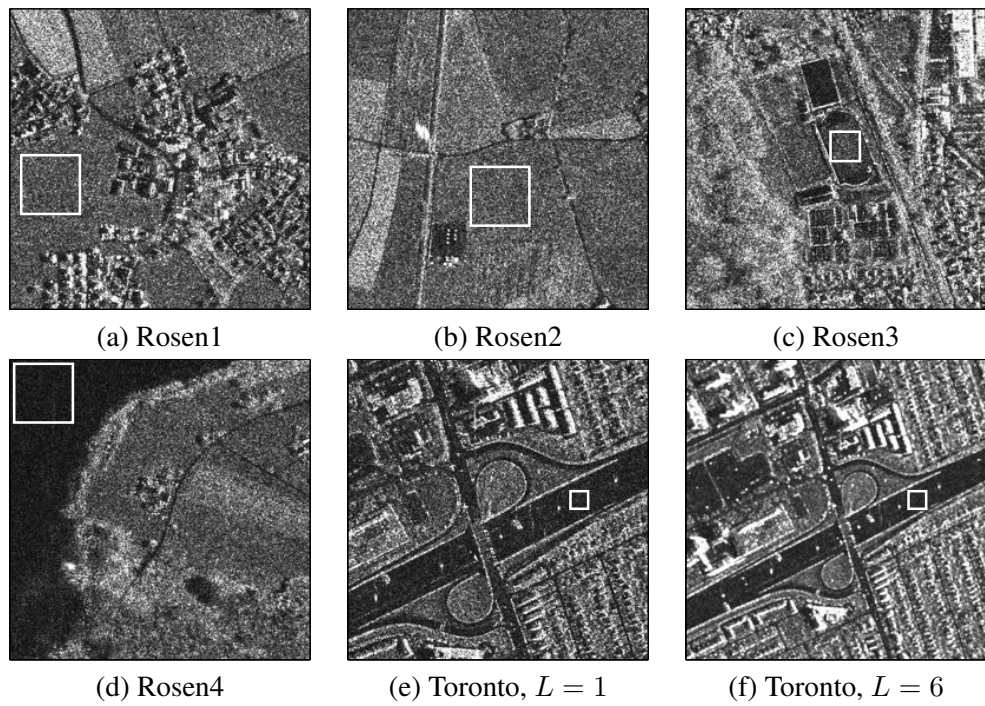 (a) Rosen1
(b) Rosen2
(c) Rosen3
(d) Rosen4
(e) Toronto, L = 1
(f) Toronto, L = 6